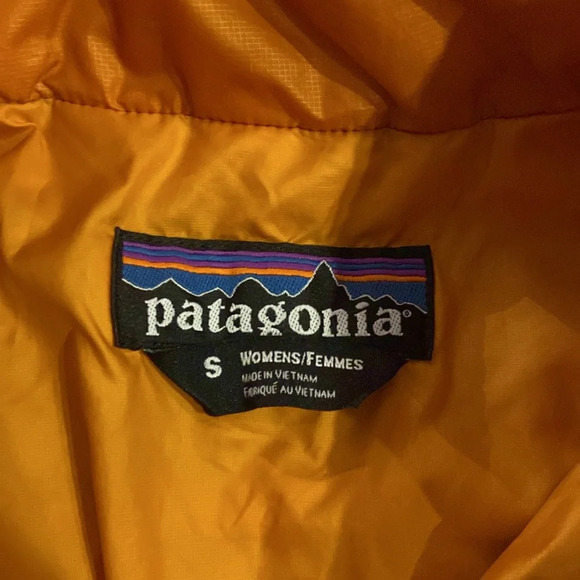 patagonia®
S WOMENS/FEMMES
MADE IN VIETNAM
FABRIQUÉ AU VIETNAM